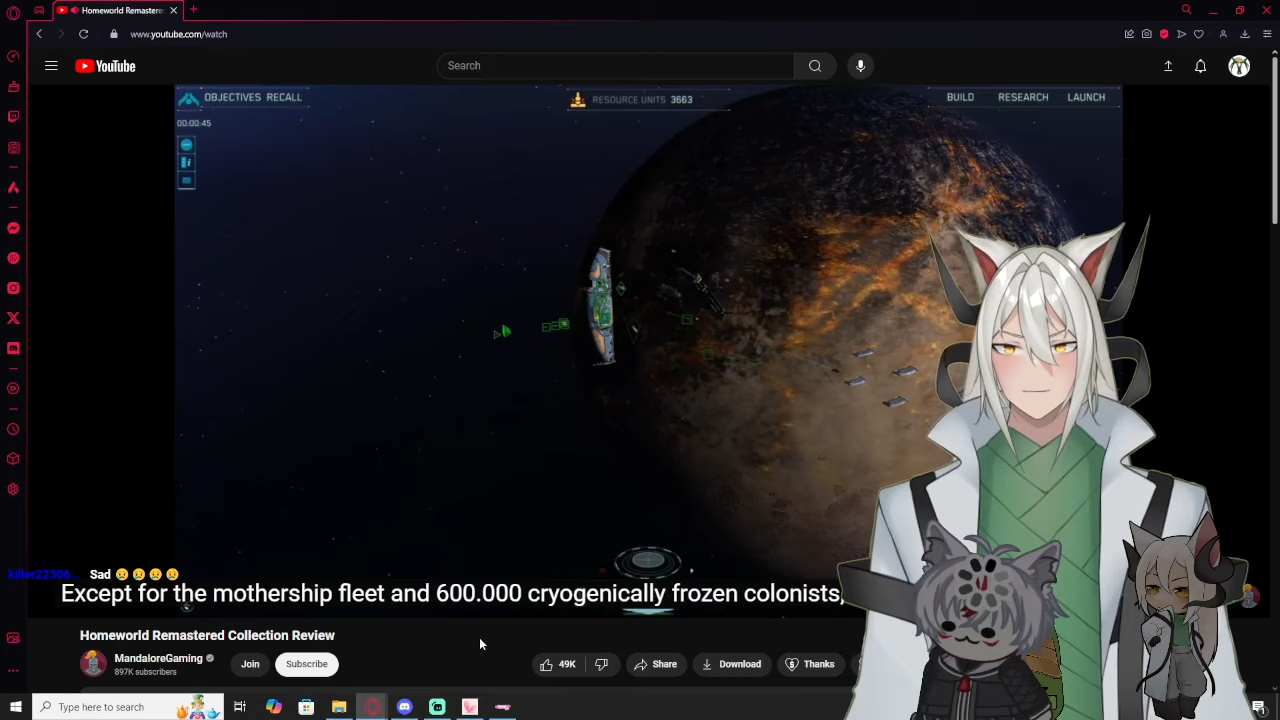 Homeworld Remastere
www.youtube.com/watch
YouTube
Search
OBJECTIVES RECALL
RESOURCE UNITS 3663
BUILD RESEARCH LAUNCH
00:00:45
Sad 😢 😢 😢 😢
Except for the mothership fleet and 600.000 cryogenically frozen colonists,
Homeworld Remastered Collection Review
MandaloreGaming
897K subscribers
Join
Subscribe
49K
Share
Download
Thanks
Type here to search